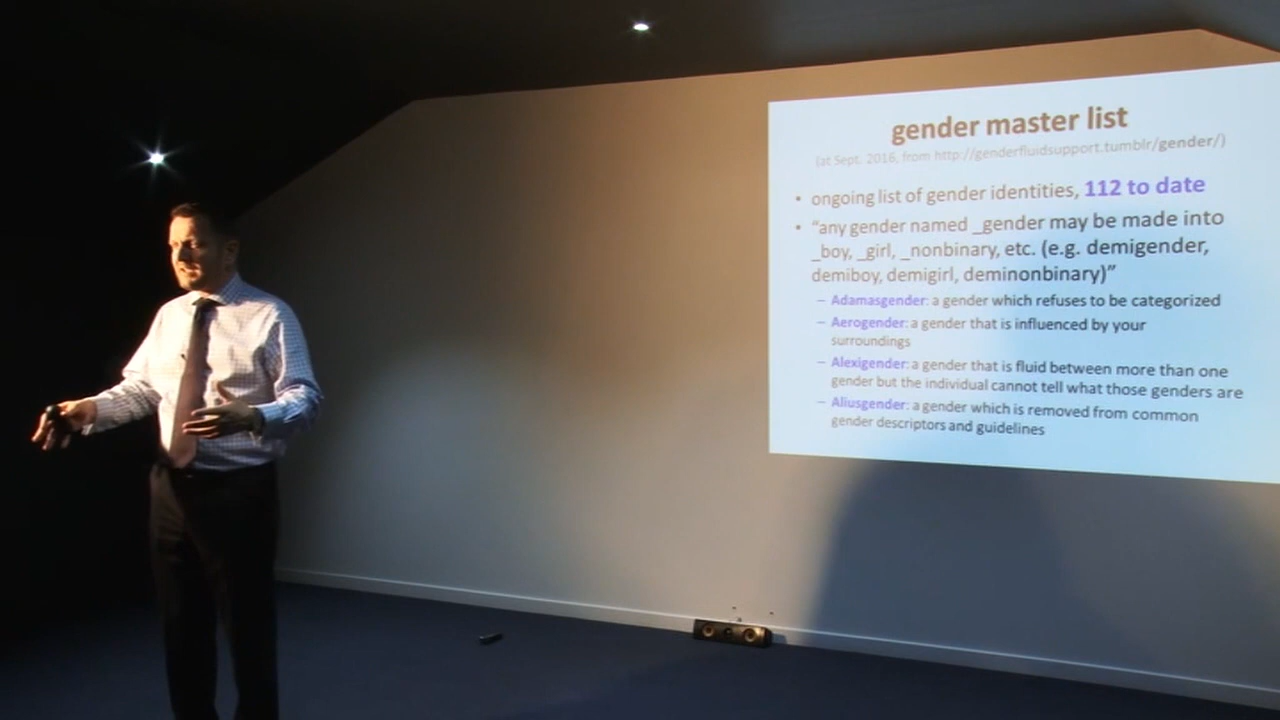 gender master list
(at Sept. 2016, from http://genderfluidsupport.tumblr/gender/)
• ongoing list of gender identities, 112 to date
• “any gender named _gender may be made into
_boy, _girl, _nonbinary, etc. (e.g. demigender,
demiboy, demigirl, deminonbinary)”
– Adamasgender: a gender which refuses to be categorized
– Aerogender: a gender that is influenced by your
surroundings
– Alexigender: a gender that is fluid between more than one
gender but the individual cannot tell what those genders are
– Aliusgender: a gender which is removed from common
gender descriptors and guidelines